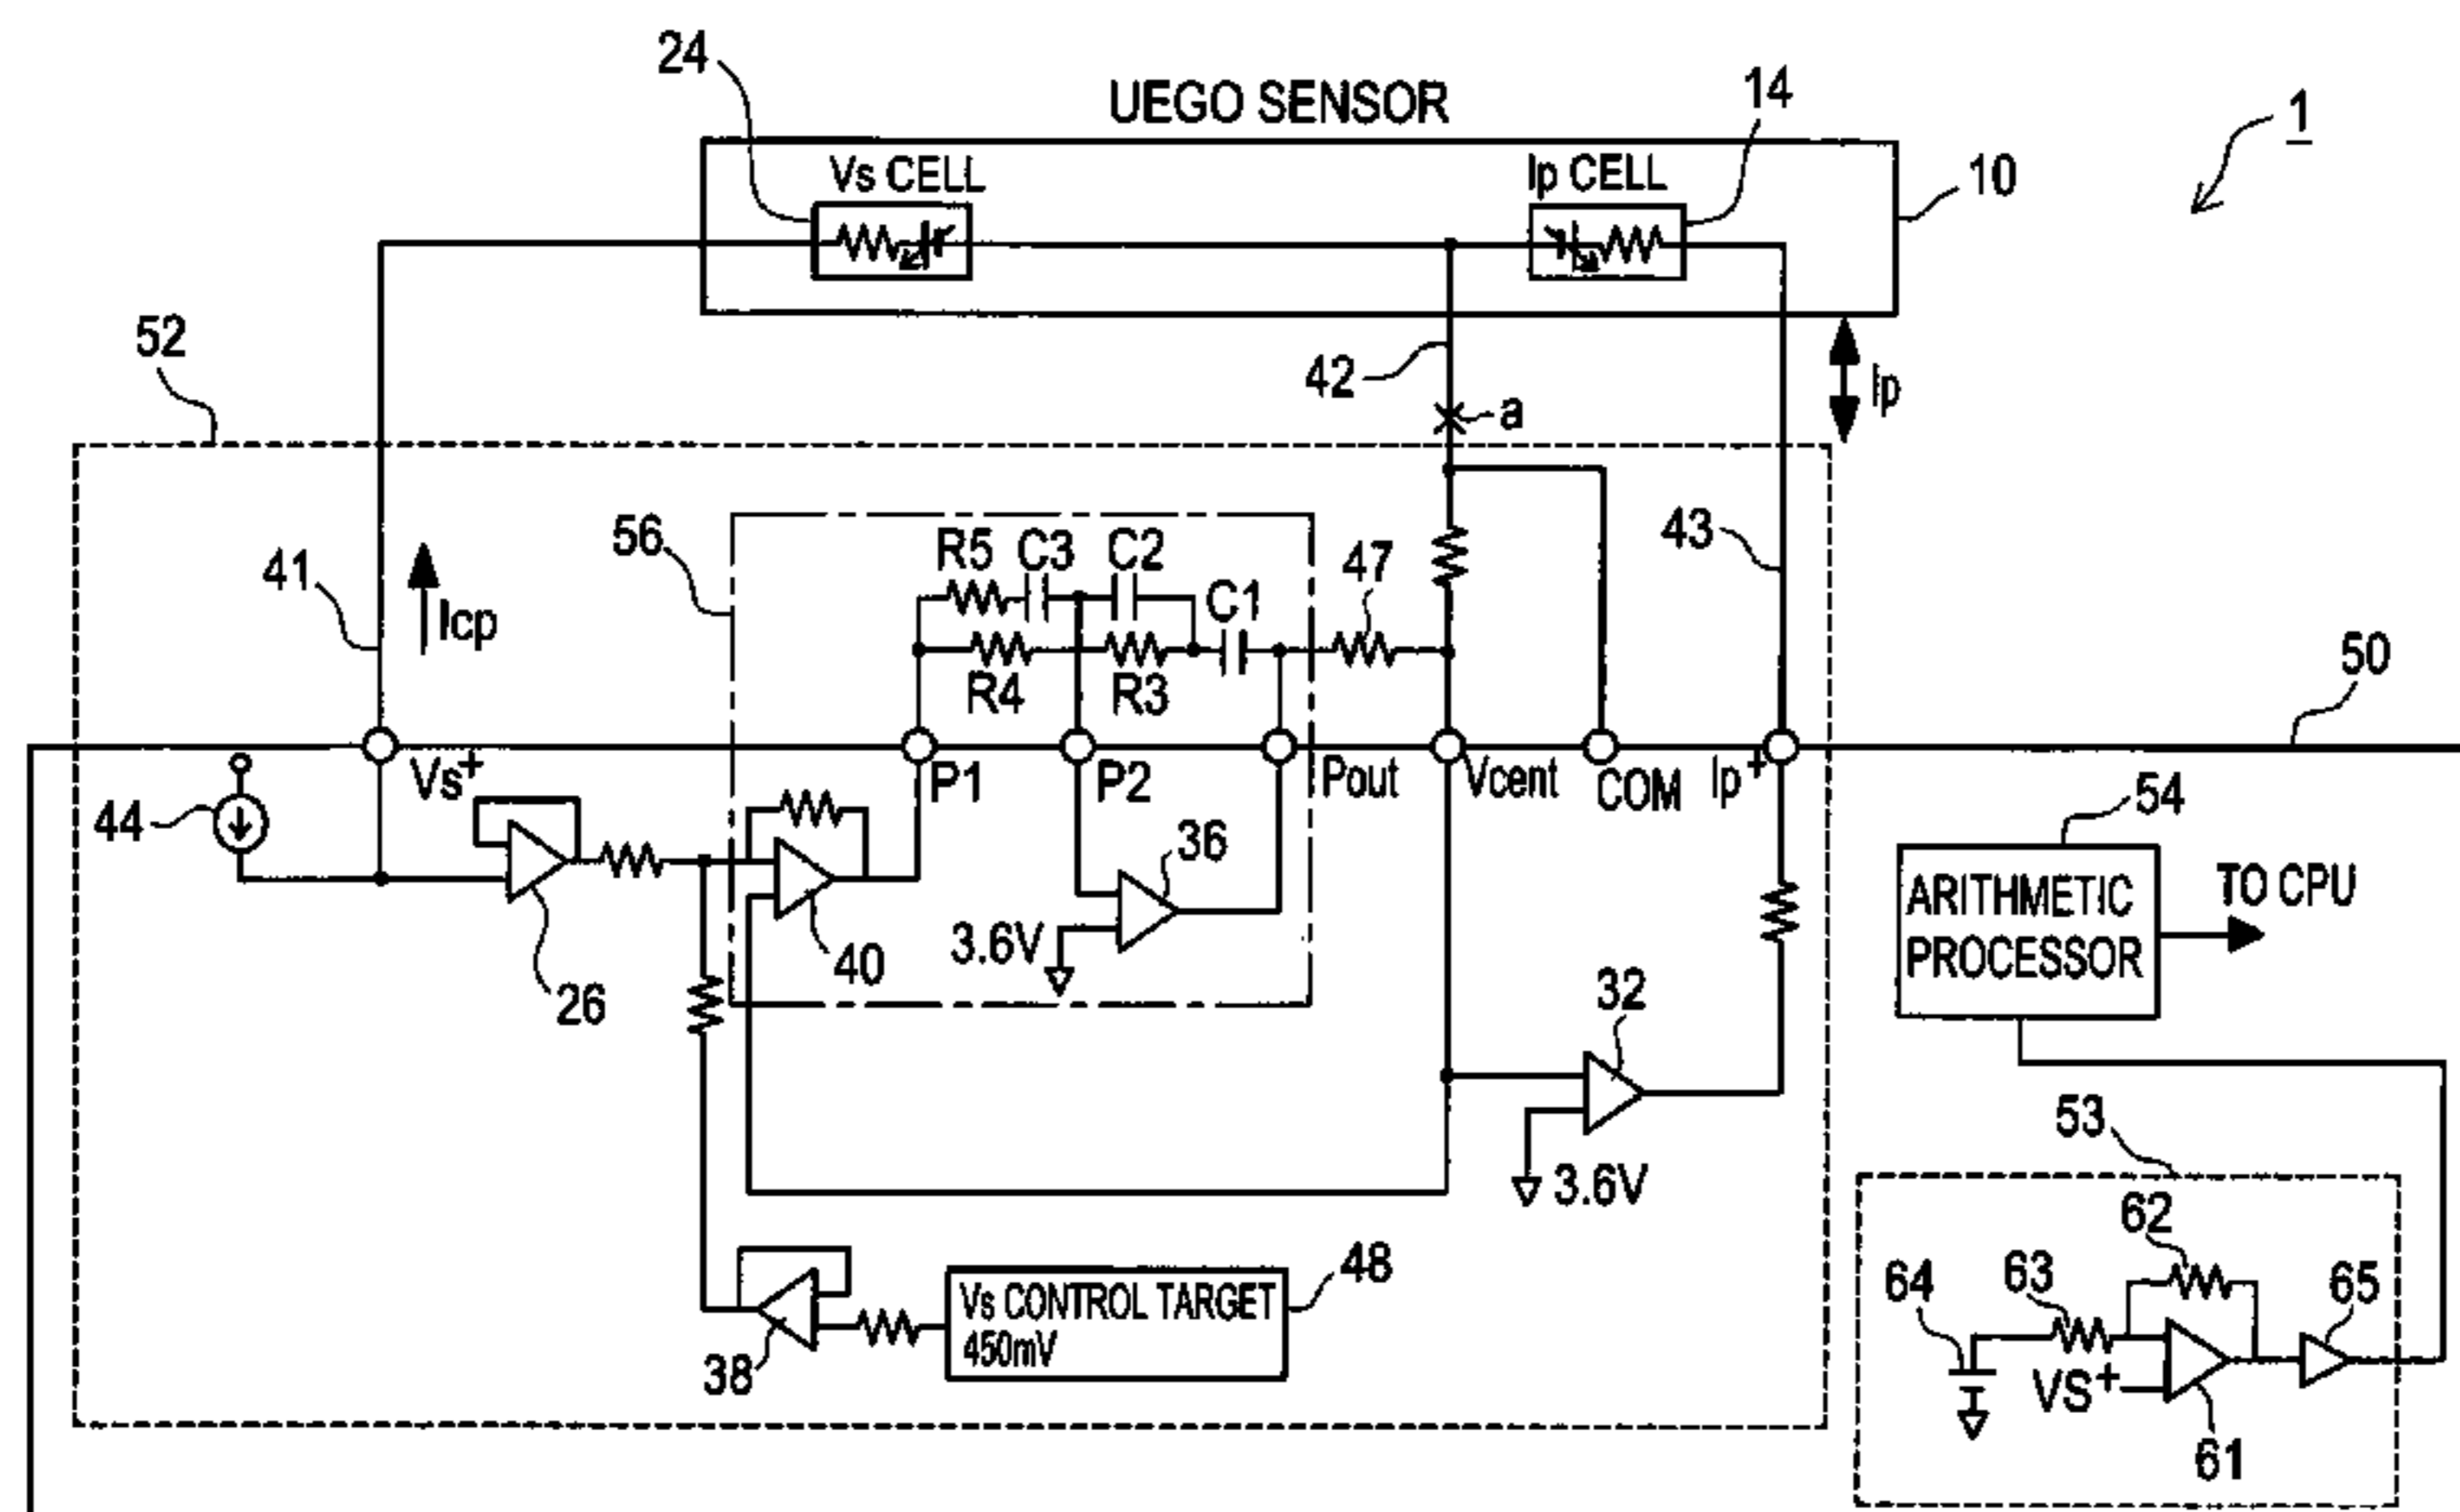 24
UEGO SENSOR
14
1
Vs CELL
Ip CELL
10
52
42
a
Ip
41
Icp
56
R5
C3
C2
C1
47
43
R4
R3
50
Vs+
P1
P2
Pout
Vcent
COM
Ip+
44
54
36
ARITHMETIC
PROCESSOR
TO CPU
3.6V
40
26
32
53
3.6V
62
48
64
63
65
Vs CONTROL TARGET
450mV
38
VS+
61